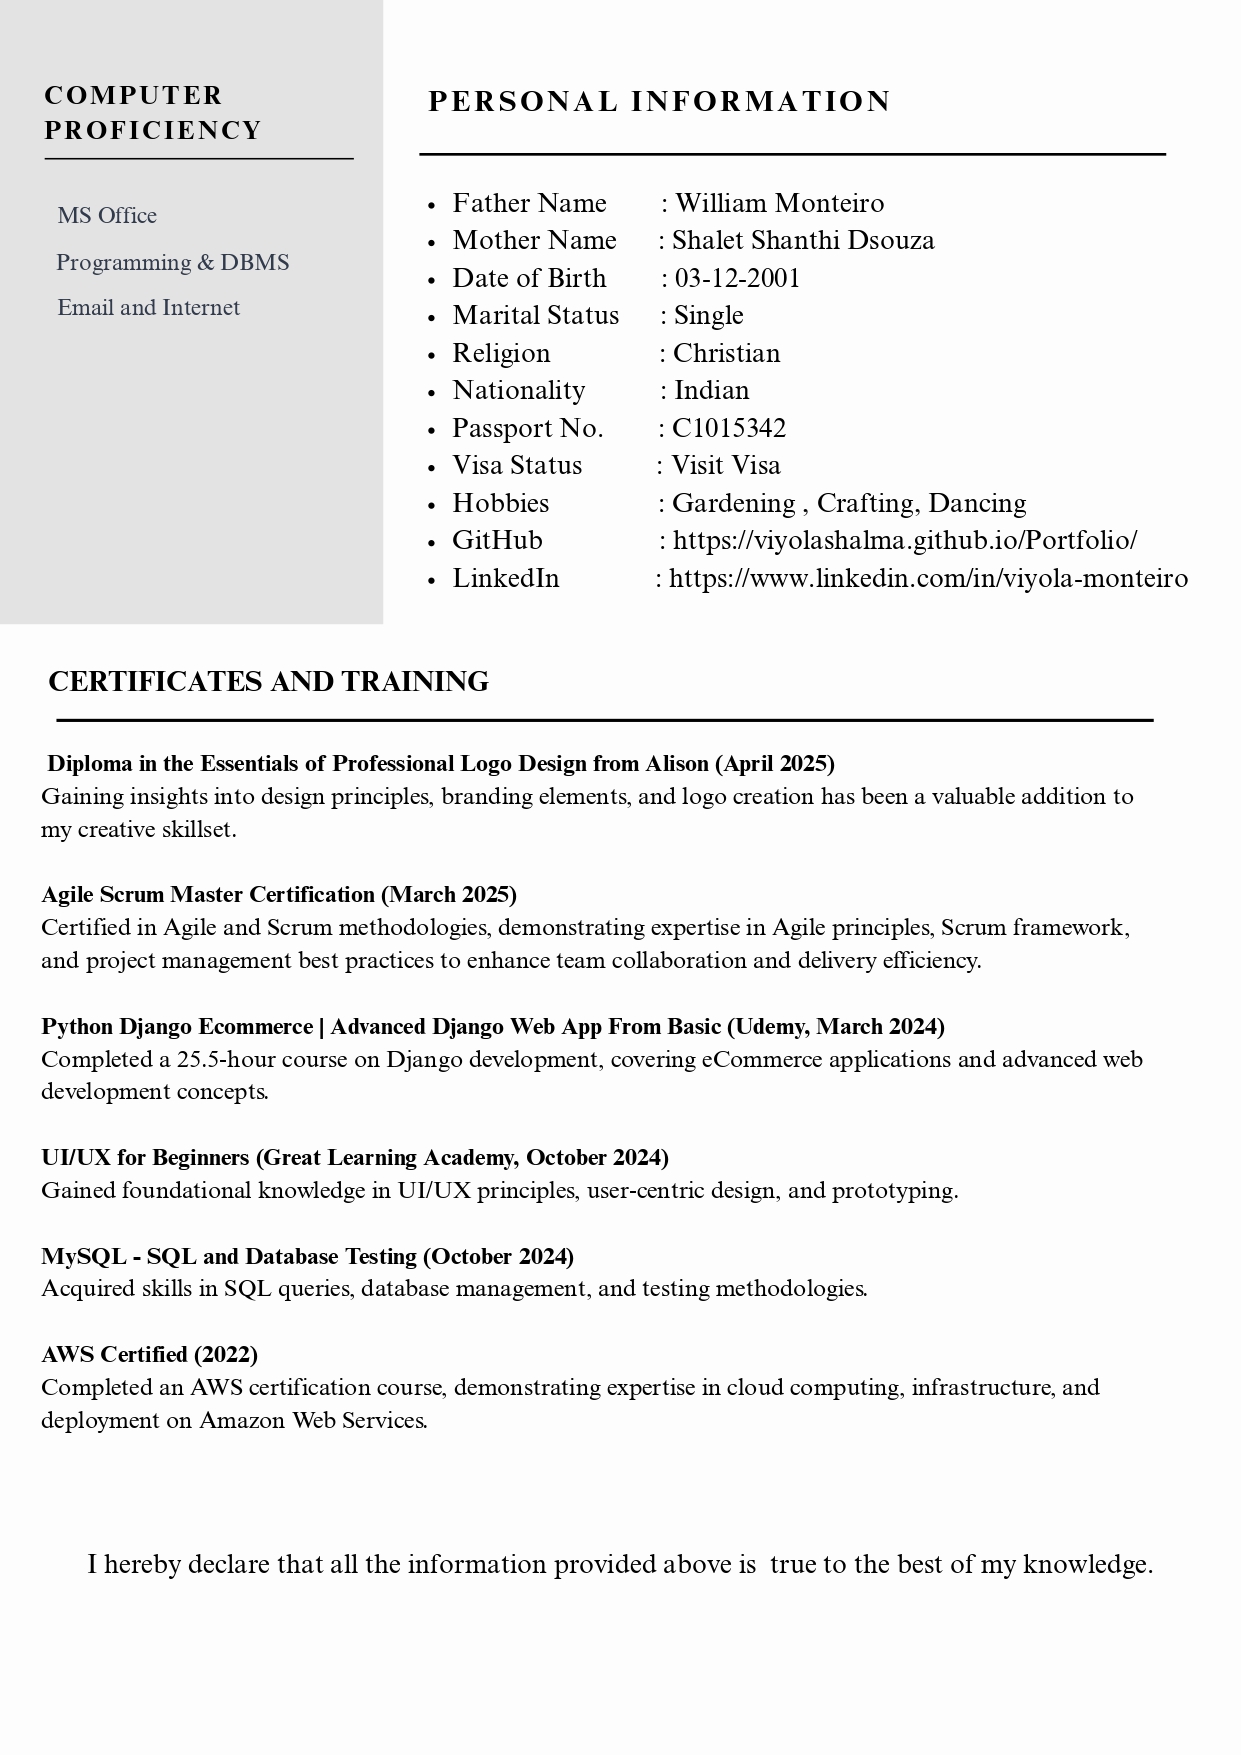 COMPUTER
PROFICIENCY
MS Office
Programming & DBMS
Email and Internet
PERSONAL INFORMATION
• Father Name : William Monteiro
• Mother Name : Shalet Shanthi Dsouza
• Date of Birth : 03-12-2001
• Marital Status : Single
• Religion : Christian
• Nationality : Indian
• Passport No. : C1015342
• Visa Status : Visit Visa
• Hobbies : Gardening , Crafting, Dancing
• GitHub : https://viyolashalma.github.io/Portfolio/
• LinkedIn : https://www.linkedin.com/in/viyola-monteiro
CERTIFICATES AND TRAINING
Diploma in the Essentials of Professional Logo Design from Alison (April 2025)
Gaining insights into design principles, branding elements, and logo creation has been a valuable addition to
my creative skillset.
Agile Scrum Master Certification (March 2025)
Certified in Agile and Scrum methodologies, demonstrating expertise in Agile principles, Scrum framework,
and project management best practices to enhance team collaboration and delivery efficiency.
Python Django Ecommerce | Advanced Django Web App From Basic (Udemy, March 2024)
Completed a 25.5-hour course on Django development, covering eCommerce applications and advanced web
development concepts.
UI/UX for Beginners (Great Learning Academy, October 2024)
Gained foundational knowledge in UI/UX principles, user-centric design, and prototyping.
MySQL - SQL and Database Testing (October 2024)
Acquired skills in SQL queries, database management, and testing methodologies.
AWS Certified (2022)
Completed an AWS certification course, demonstrating expertise in cloud computing, infrastructure, and
deployment on Amazon Web Services.
I hereby declare that all the information provided above is true to the best of my knowledge.